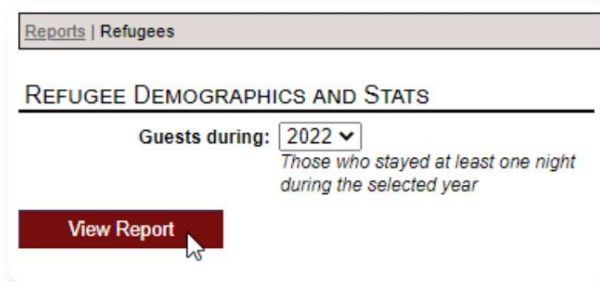 Reports | Refugees
REFUGEE DEMOGRAPHICS AND STATS
Guests during: 2022
Those who stayed at least one night
during the selected year
View Report